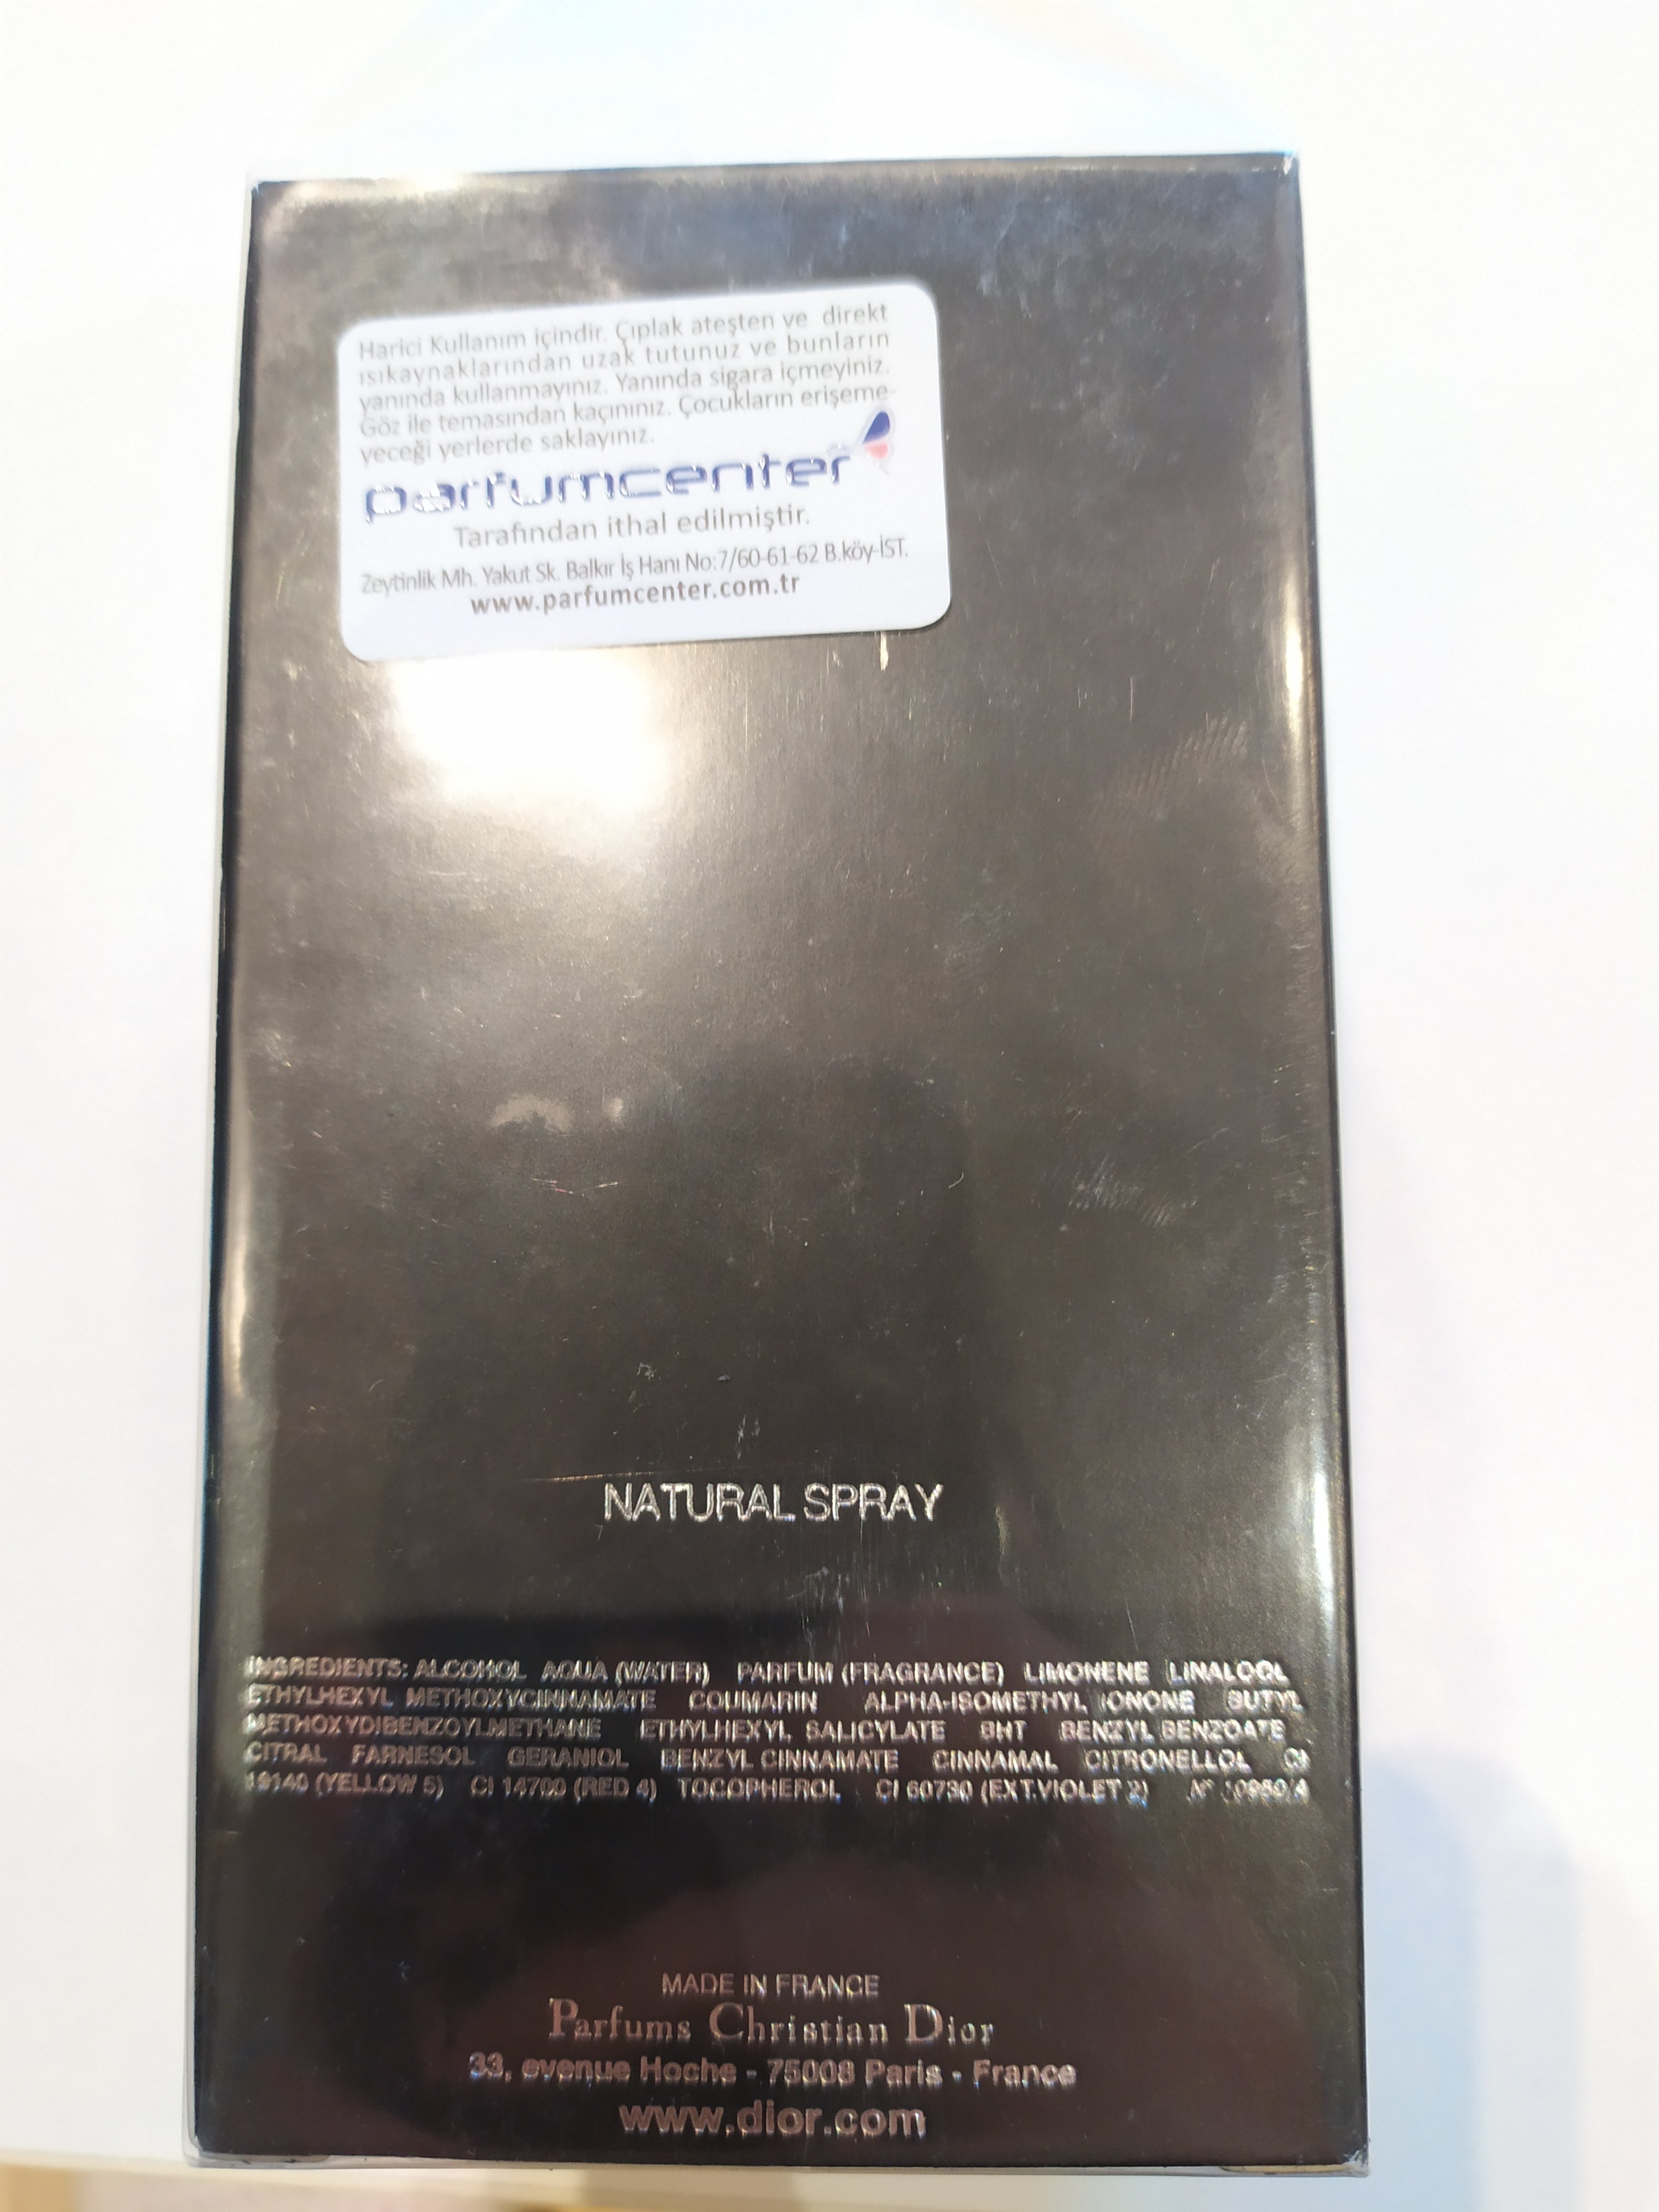 Harici Kullanım içindir. Çıplak ateşten ve direkt
ısıkaynaklarından uzak tutunuz ve bunların
yanında kullanmayınız. Yanında sigara içmeyiniz.
Göz ile temasından kaçınınız. Çocukların erişeme-
yeceği yerlerde saklayınız.
parfumcenter
Tarafından ithal edilmiştir.
Zeytinlik Mh. Yakut Sk. Balkır İş Hanı No:7/60-61-62 B.köy-İST.
www.parfumcenter.com.tr
NATURAL SPRAY
INGREDIENTS: ALCOHOL AQUA (WATER) PARFUM (FRAGRANCE) LIMONENE LINALOOL
ETHYLHEXYL METHOXYCINNAMATE COUMARIN ALPHA-ISOMETHYL IONONE BUTYL
METHOXYDIBENZOYLMETHANE ETHYLHEXYL SALICYLATE BHT BENZYL BENZOATE
CITRAL FARNESOL GERANIOL BENZYL CINNAMATE CINNAMAL CITRONELLOL CI
19140 (YELLOW 5) CI 14700 (RED 4) TOCOPHEROL CI 60730 (EXT.VIOLET 2) N°
MADE IN FRANCE
Parfums Christian Dior
33, avenue Hoche - 75008 Paris - France
www.dior.com